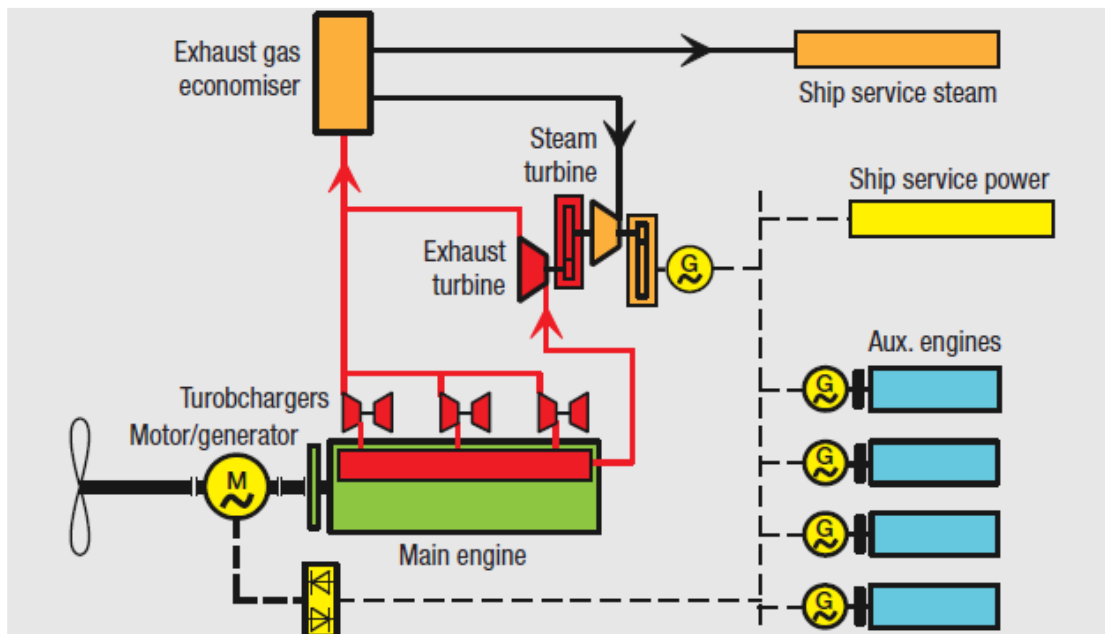 Exhaust gas
economiser
Ship service steam
Steam
turbine
Ship service power
Exhaust
turbine
G
Aux. engines
G
Turobchargers
Motor/generator
M
G
Main engine
G
G